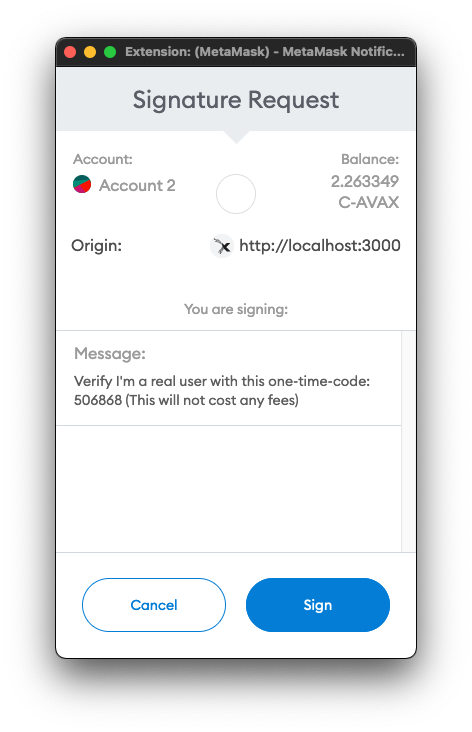 Extension: (MetaMask) - MetaMask Notific...
Signature Request
Account:
Balance:
Account 2
2.263349
C-AVAX
Origin:
http://localhost:3000
You are signing:
Message:
Verify I'm a real user with this one-time-code:
506868 (This will not cost any fees)
Cancel
Sign